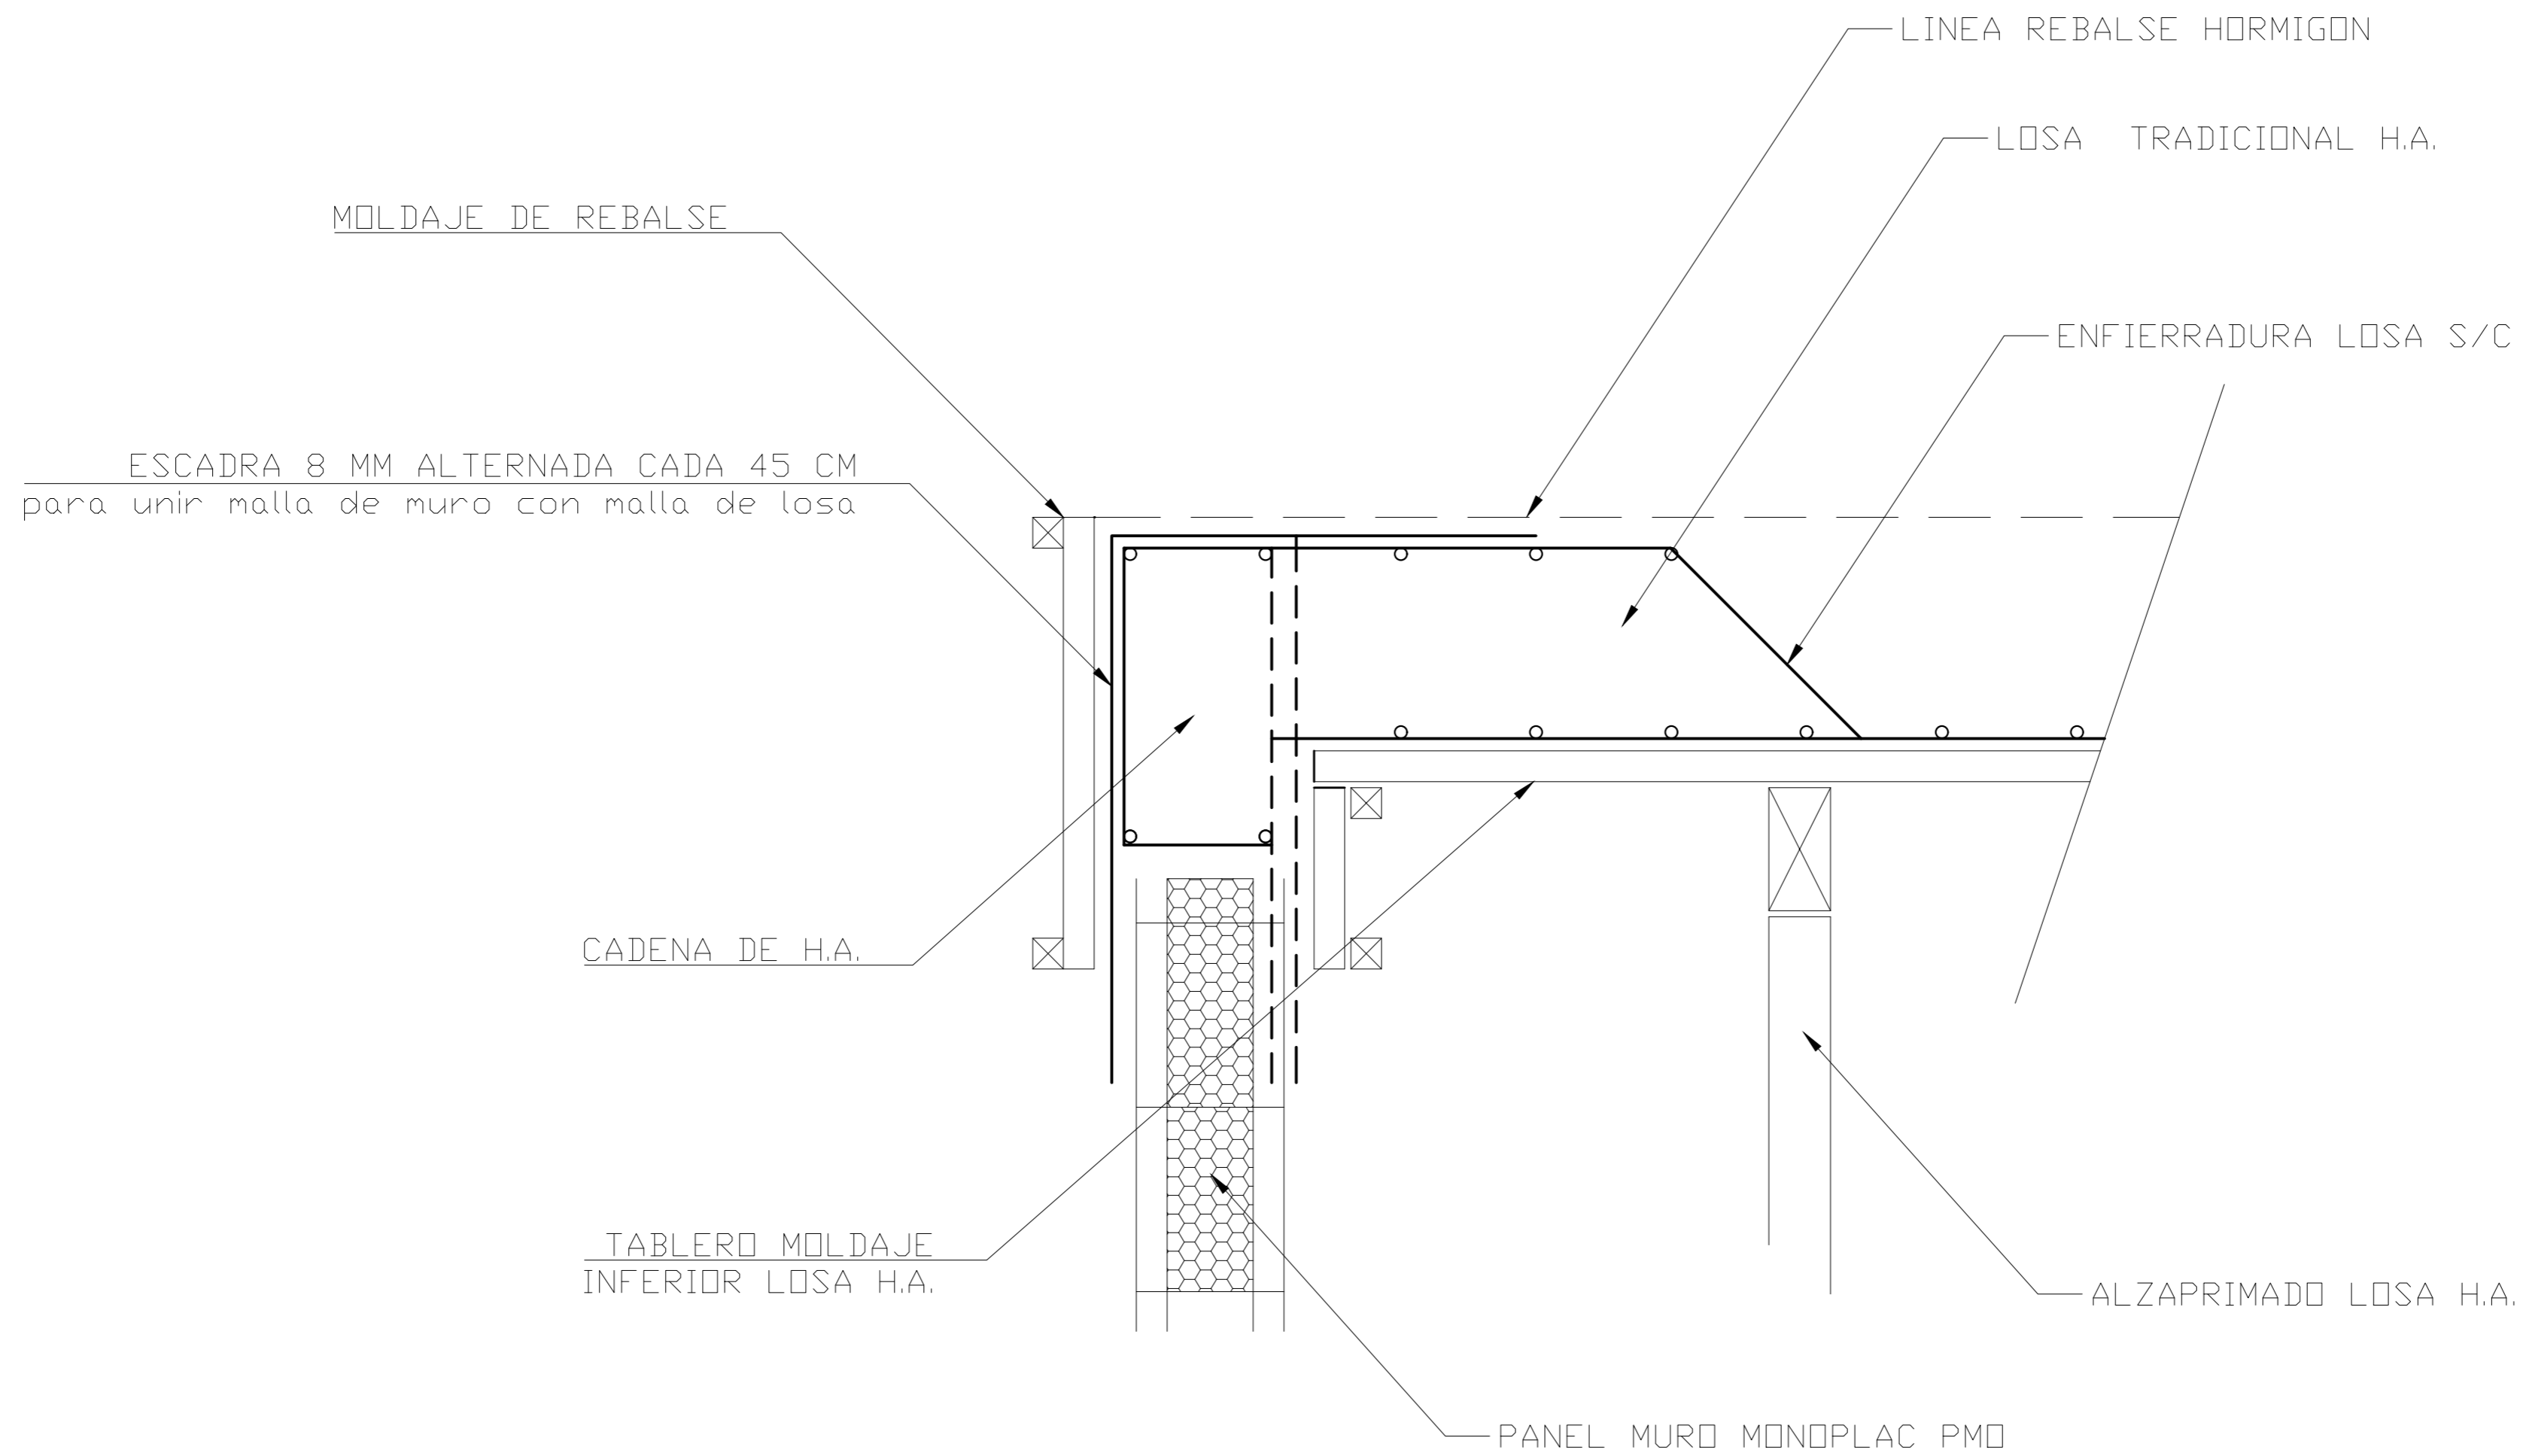 LINEA REBALSE HORMIGON
LOSA TRADICIONAL H.A.
MOLDAJE DE REBALSE
ENFIERRADURA LOSA S/C
ESCADRA 8 MM ALTERNADA CADA 45 CM
para unir malla de muro con malla de losa
CADENA DE H.A.
TABLERO MOLDAJE
INFERIOR LOSA H.A.
ALZAPRIMADO LOSA H.A.
PANEL MURO MONOPLAC PMO